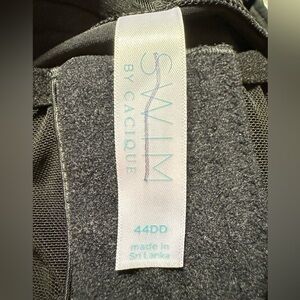 SWIM
BY CACIQUE
44DD
made in
Sri Lanka